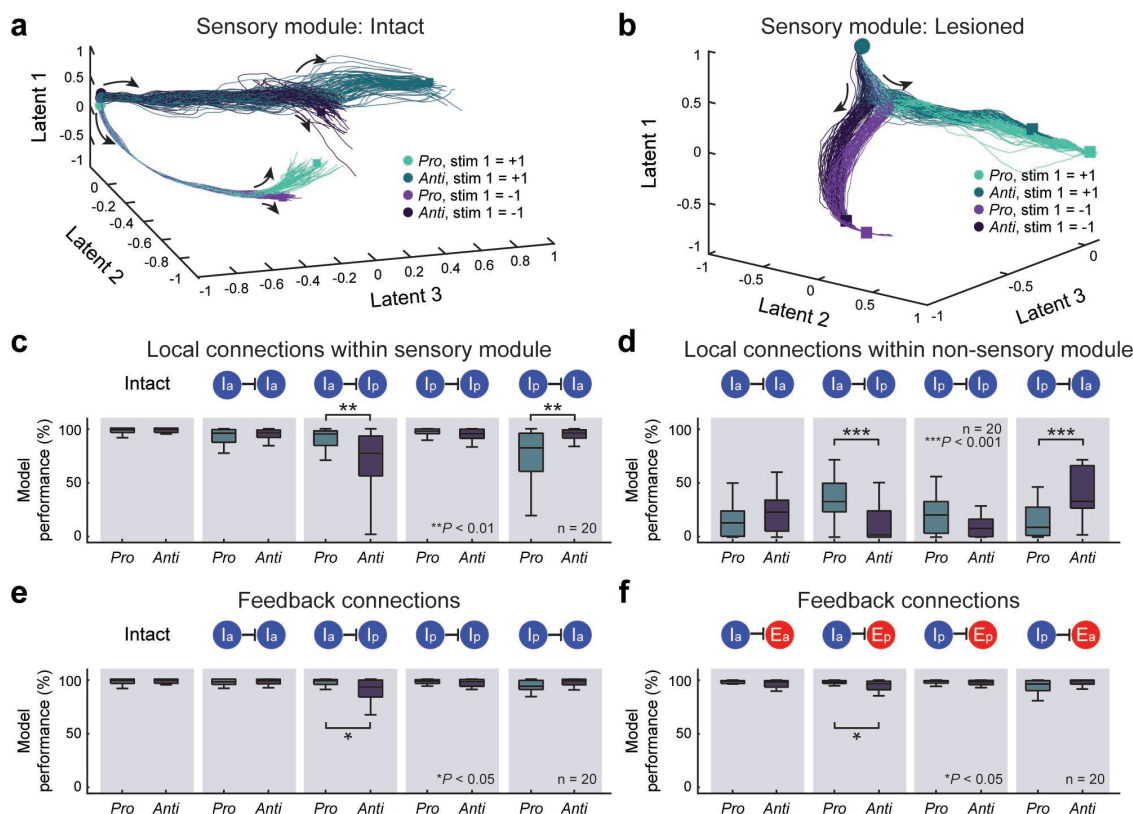 a
Sensory module: Intact
Latent 1
1
0.5
0
-0.5
-1
Latent 2
0
-0.2
-0.4
-0.6
-0.8
-1
Latent 3
-1 -0.8 -0.6 -0.4 -0.2 0 0.2 0.4 0.6 0.8 1
Pro, stim 1 = +1
Anti, stim 1 = +1
Pro, stim 1 = -1
Anti, stim 1 = -1
b
Sensory module: Lesioned
Latent 1
1
0.5
0
-0.5
-1
Latent 2
-1 -0.5 0 0.5 1
Latent 3
-1 -0.5 0
Pro, stim 1 = +1
Anti, stim 1 = +1
Pro, stim 1 = -1
Anti, stim 1 = -1
c
Local connections within sensory module
Intact Ia Ia Ia Ip Ip Ip Ip Ia
Model performance (%)
100
50
0
** **
**P < 0.01 n = 20
Pro Anti Pro Anti Pro Anti Pro Anti Pro Anti
d
Local connections within non-sensory module
Ia Ia Ia Ip Ip Ip Ip Ia
Model performance (%)
100
50
0
*** ***
n = 20
***P < 0.001
Pro Anti Pro Anti Pro Anti Pro Anti
e
Feedback connections
Intact Ia Ia Ia Ip Ip Ip Ip Ia
Model performance (%)
100
50
0
*
*P < 0.05 n = 20
Pro Anti Pro Anti Pro Anti Pro Anti Pro Anti
f
Feedback connections
Ia Ea Ia Ep Ip Ep Ip Ea
Model performance (%)
100
50
0
*
*P < 0.05 n = 20
Pro Anti Pro Anti Pro Anti Pro Anti